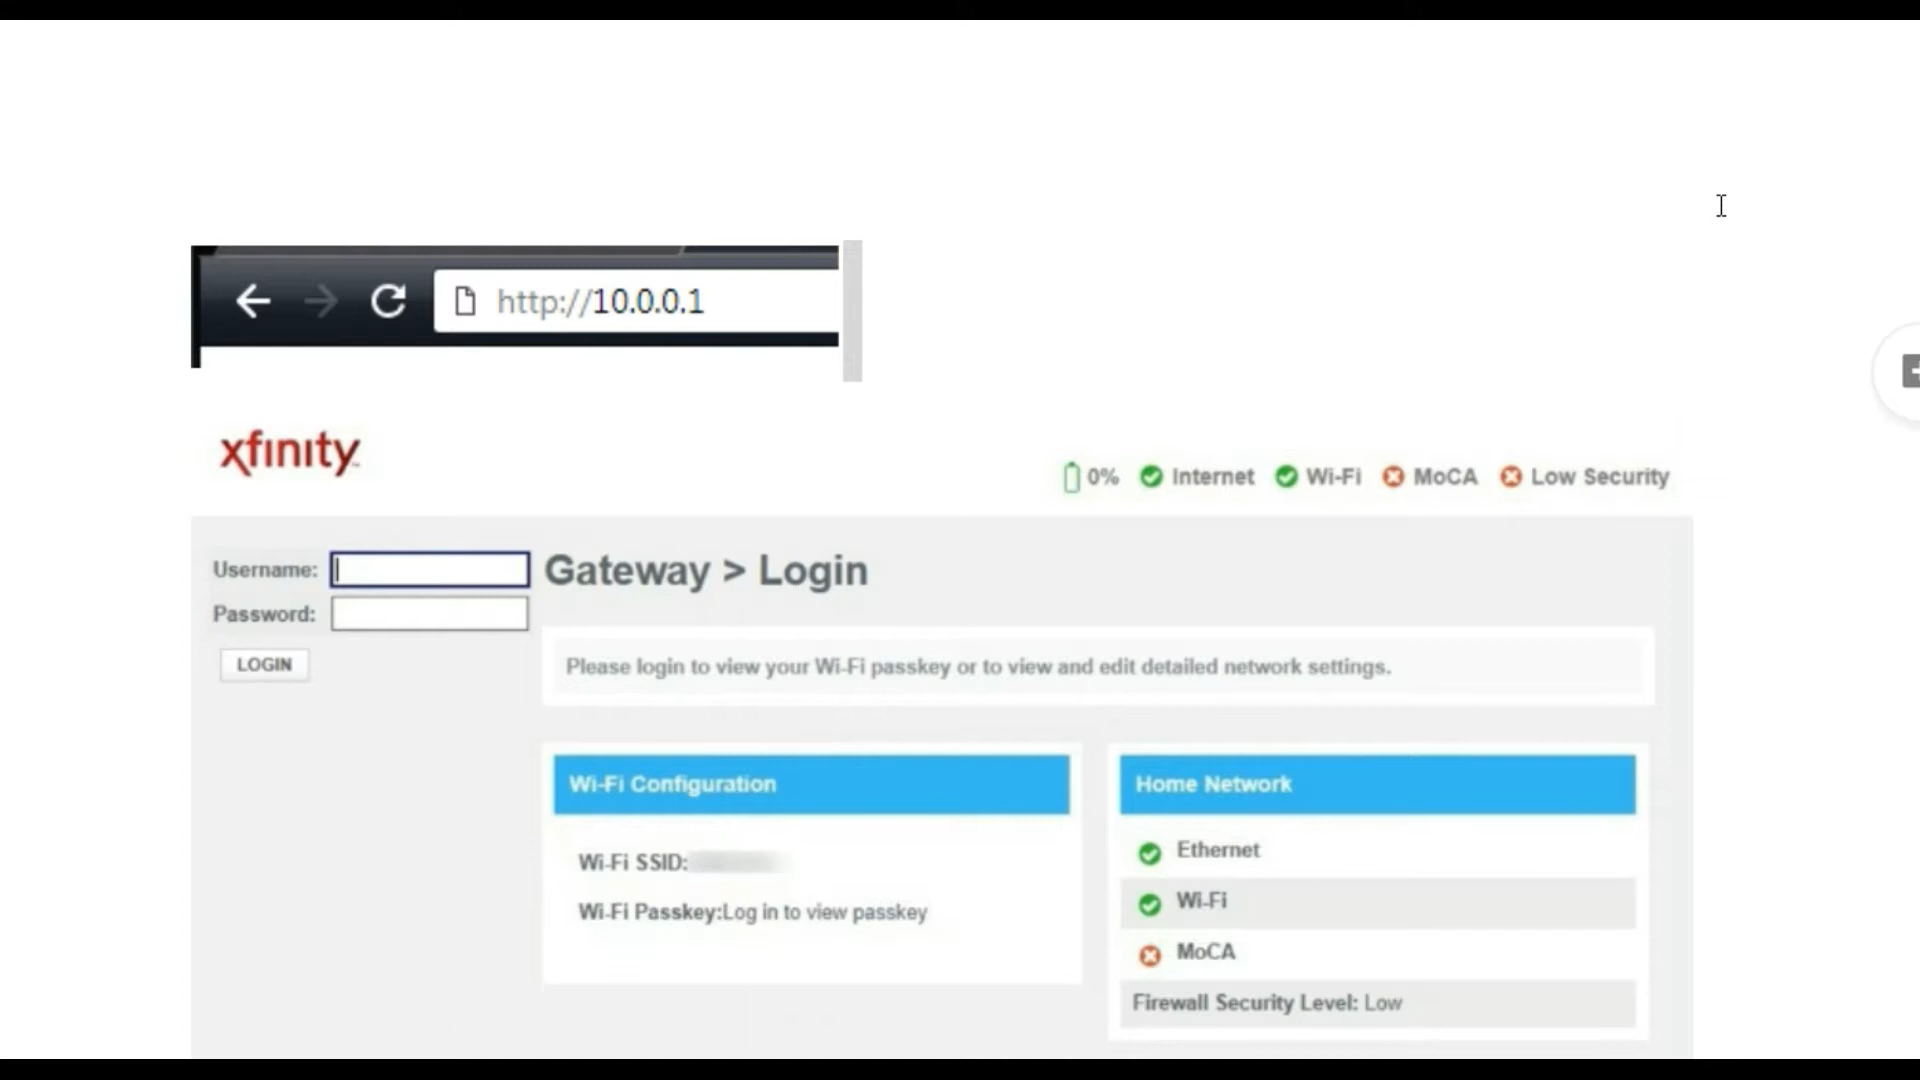 http://10.0.0.1
xfinity
0% Internet Wi-Fi MoCA Low Security
Username:
Gateway > Login
Password:
LOGIN
Please login to view your Wi-Fi passkey or to view and edit detailed network settings.
Wi-Fi Configuration
Wi-Fi SSID:
Wi-Fi Passkey:Log in to view passkey
Home Network
Ethernet
Wi-Fi
MoCA
Firewall Security Level: Low